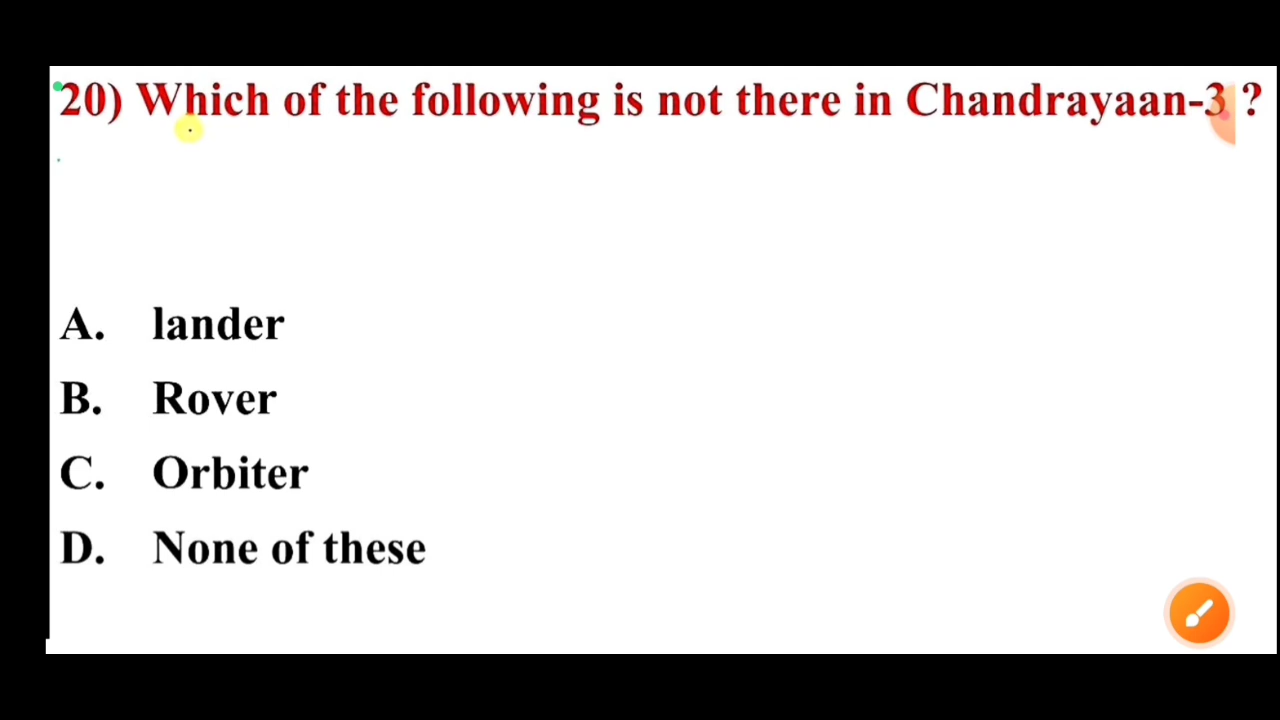 20) Which of the following is not there in Chandrayaan-3 ?
A. lander
B. Rover
C. Orbiter
D. None of these